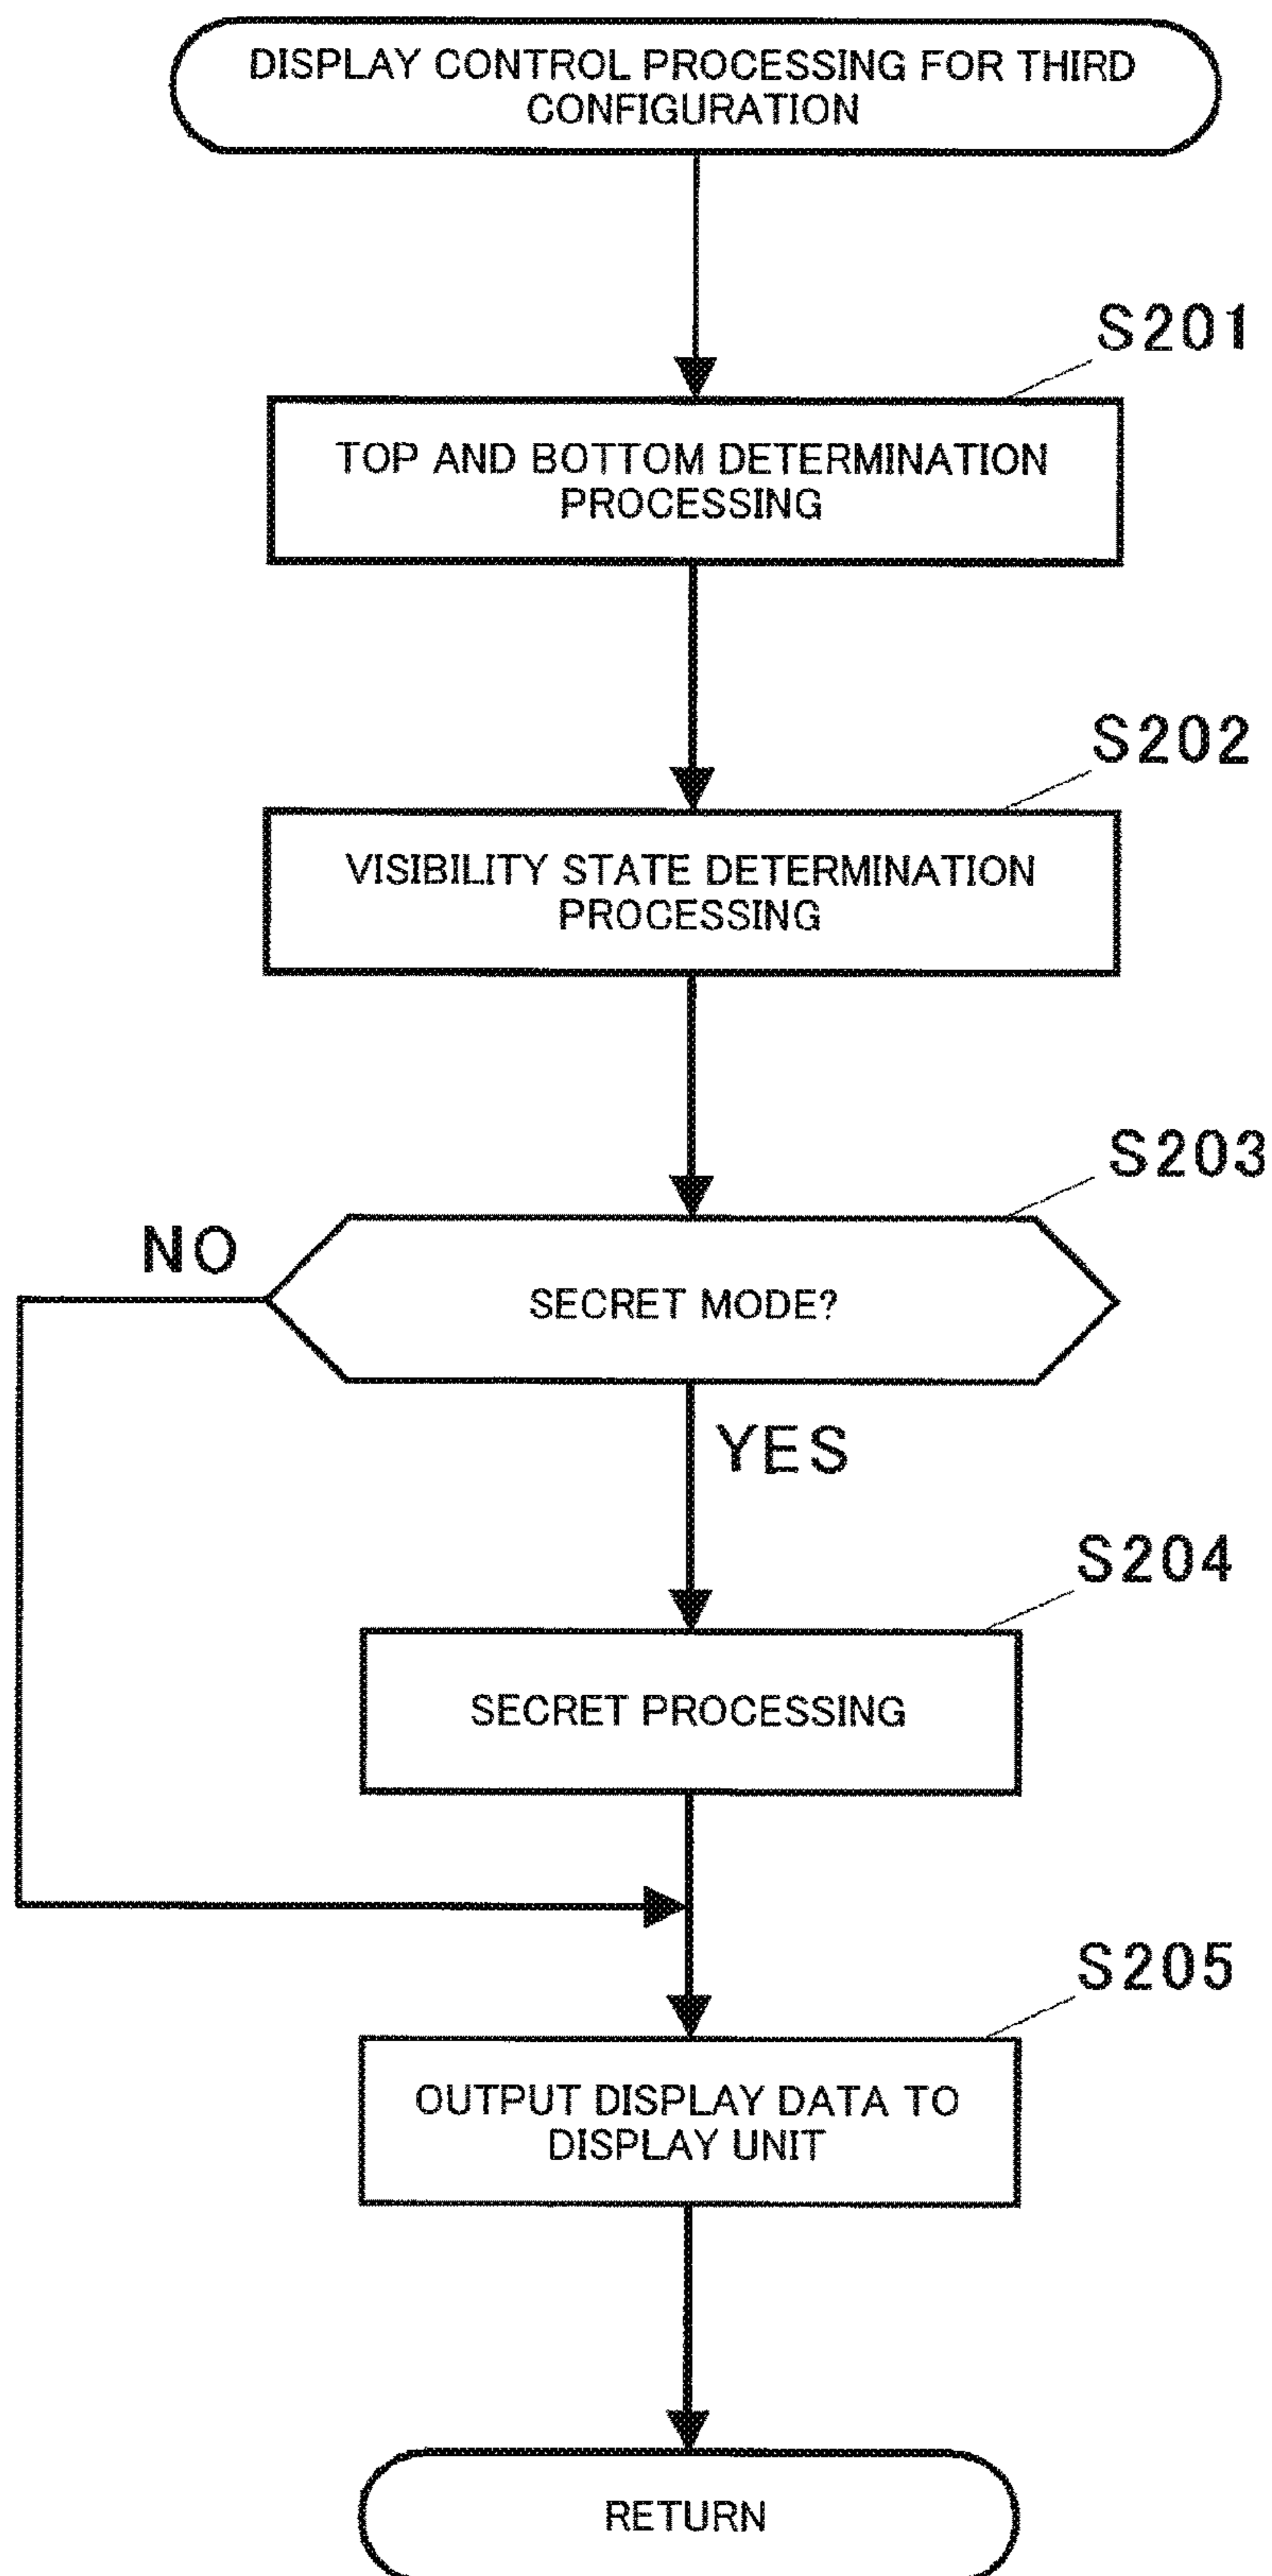 DISPLAY CONTROL PROCESSING FOR THIRD
CONFIGURATION
S201
TOP AND BOTTOM DETERMINATION
PROCESSING
S202
VISIBILITY STATE DETERMINATION
PROCESSING
S203
NO
SECRET MODE?
YES
S204
SECRET PROCESSING
S205
OUTPUT DISPLAY DATA TO
DISPLAY UNIT
RETURN